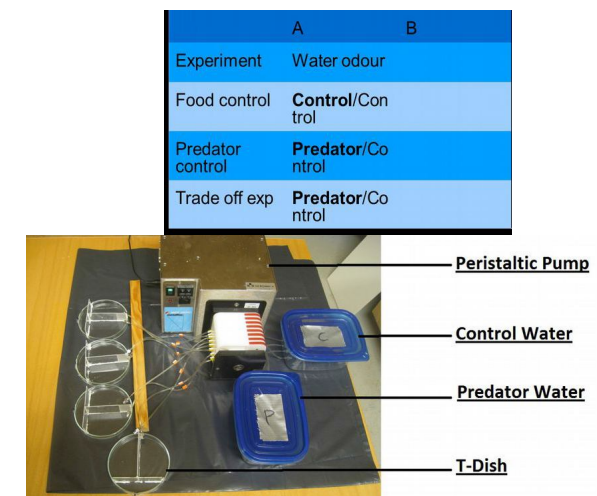 A B
Experiment Water odour
Food control Control/Con
trol
Predator Predator/Co
control ntrol
Trade off exp Predator/Co
ntrol
Peristaltic Pump
Control Water
C
Predator Water
P
T-Dish